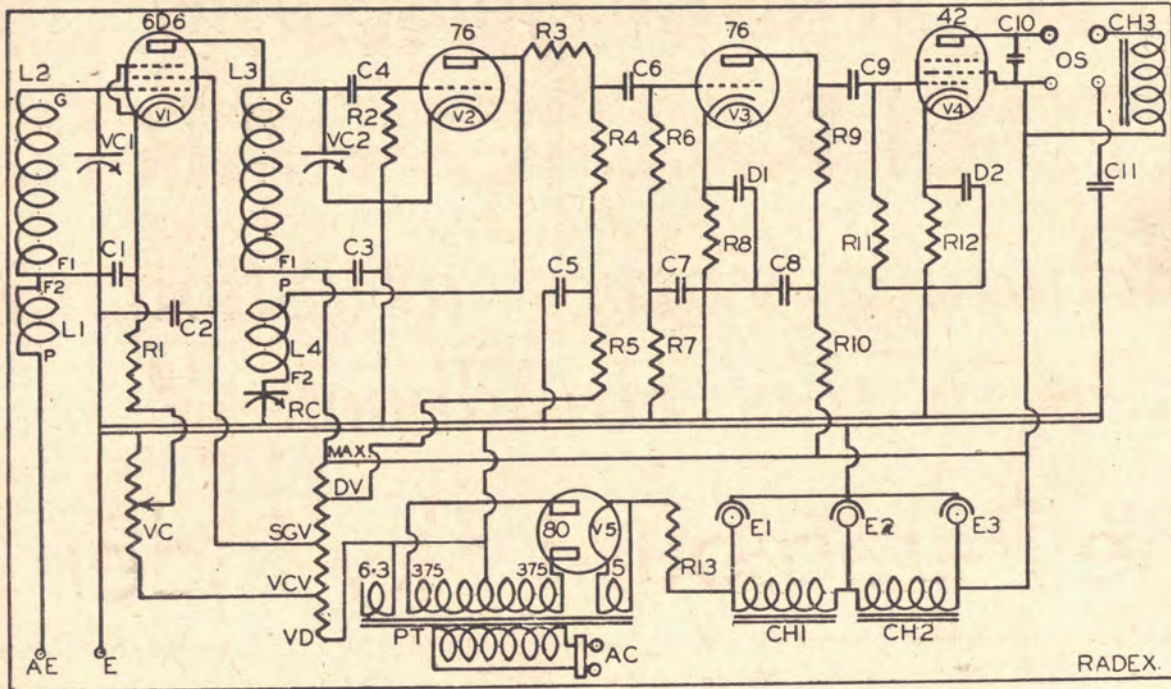 6D6
76
76
42
C10
CH3
OS
L2
G
V1
L3
G
C4
V2
R3
C6
V3
C9
V4
VC1
R2
VC2
R4
R6
R9
D1
D2
C11
R8
R11
R12
F1
C1
F1
C3
C5
C7
C8
F2
L1
P
C2
R1
P
L4
F2
RC
R5
R7
R10
MAX.
DV
VC
SGV
VCV
VD
6·3
375
375
80
V5
5
R13
E1
E2
E3
PT
AC
CH1
CH2
AE
E
RADEX.